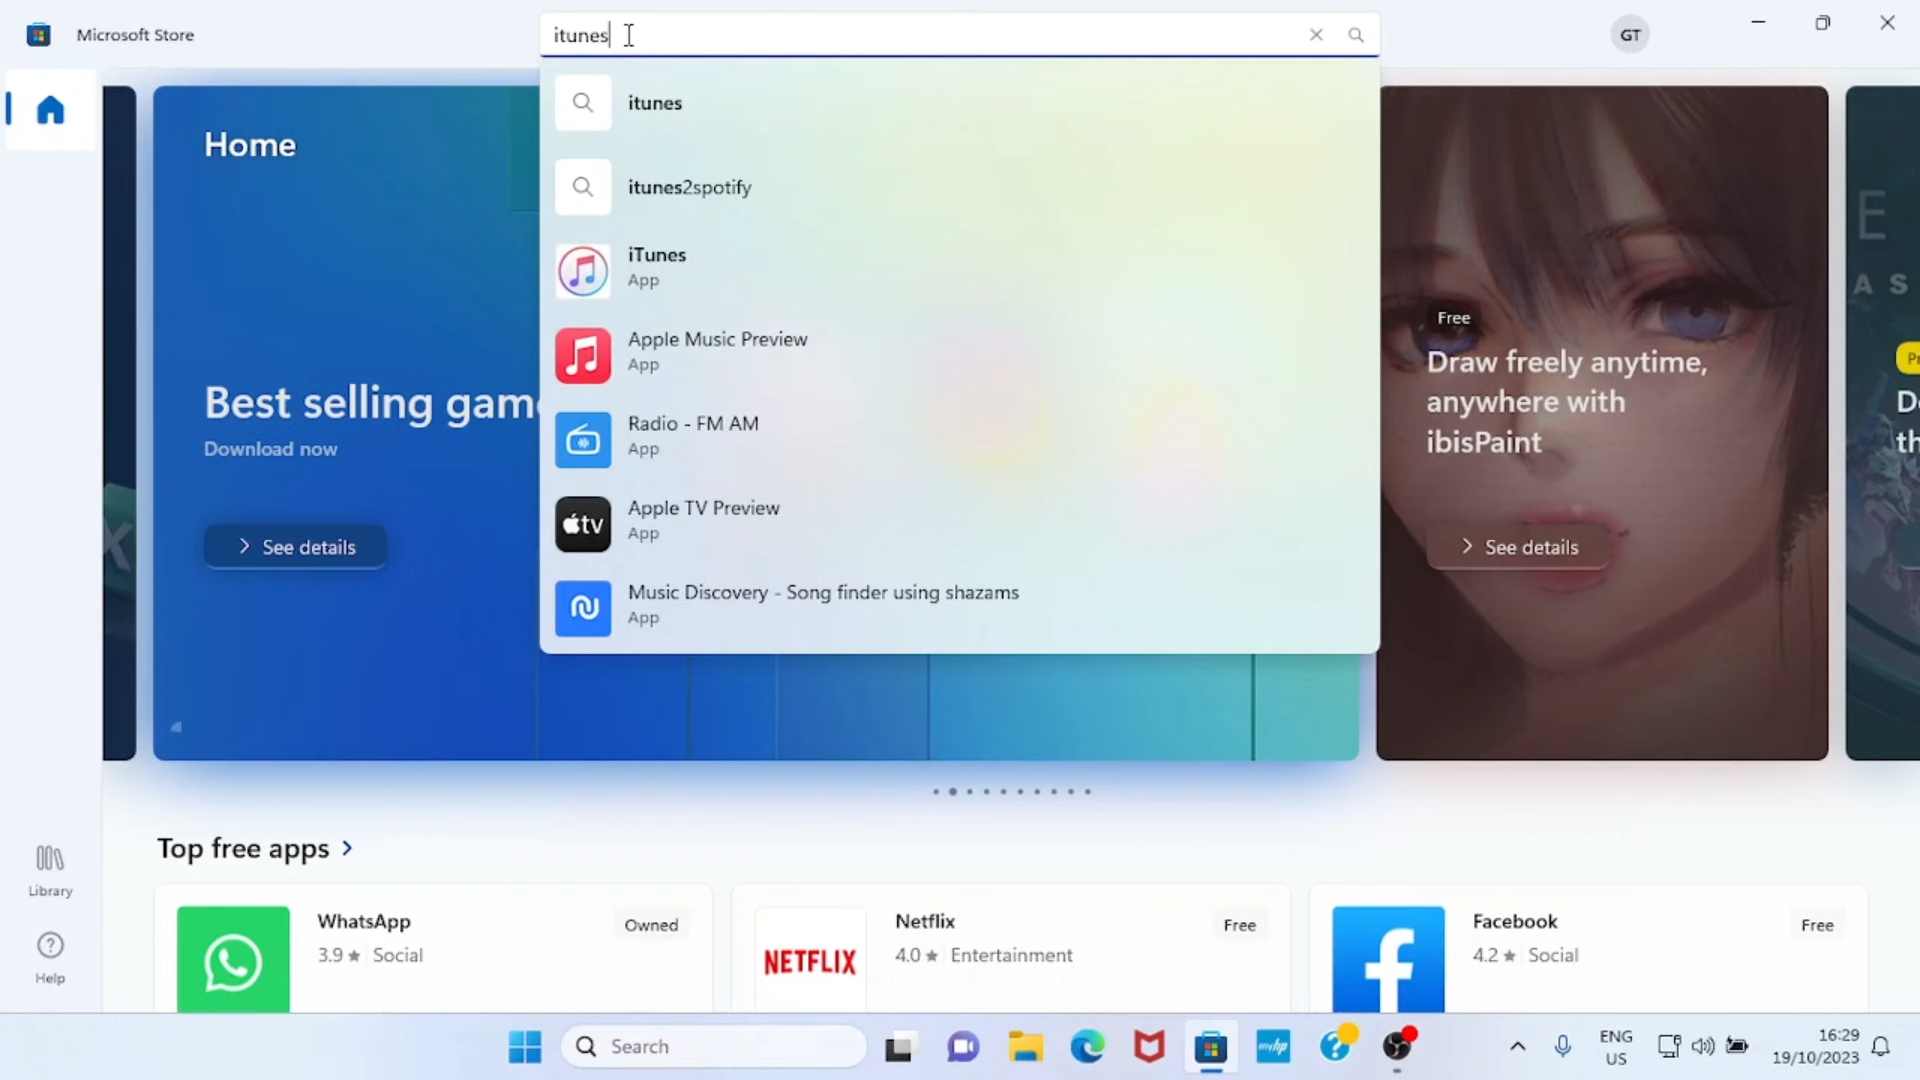 Microsoft Store
itunes
GT
itunes
itunes2spotify
iTunes
App
Apple Music Preview
App
Radio - FM AM
App
tv
Apple TV Preview
App
Music Discovery - Song finder using shazams
App
Home
Best selling game
Download now
See details
Free
Draw freely anytime,
anywhere with
ibisPaint
See details
E
A S
Top free apps
Library
Help
WhatsApp
Owned
3.9 ★ Social
NETFLIX
Netflix
Free
4.0 ★ Entertainment
Facebook
Free
4.2 ★ Social
Search
myhp
ENG
US
16:29
19/10/2023